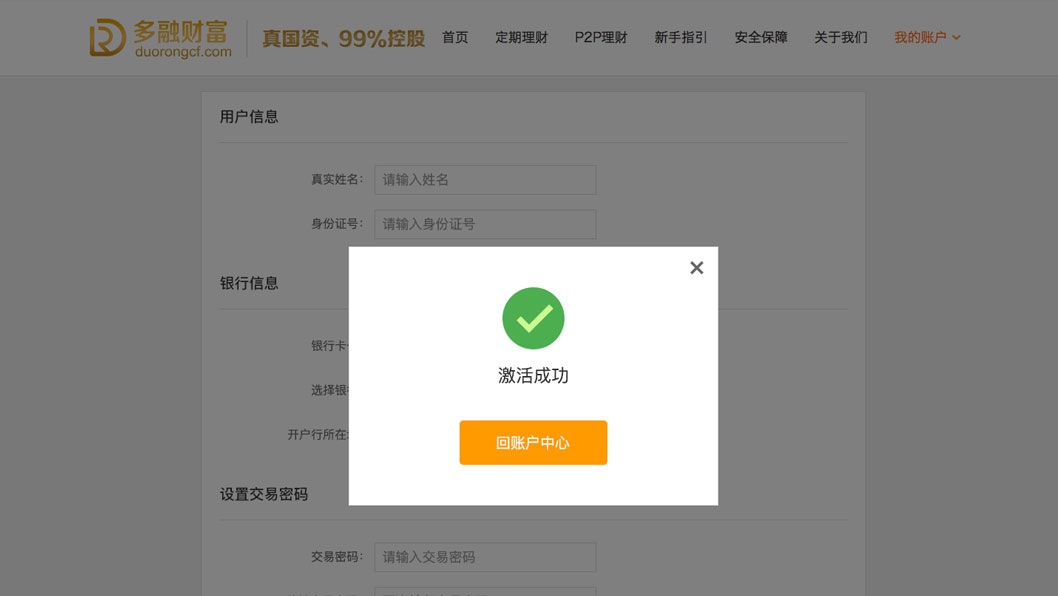 多融财富
duorongcf.com
真国资、99%控股
首页 定期理财 P2P理财 新手指引 安全保障 关于我们 我的账户
用户信息
真实姓名： 请输入姓名
身份证号： 请输入身份证号
银行信息
银行卡
选择银
开户行所在
激活成功
回账户中心
设置交易密码
交易密码： 请输入交易密码